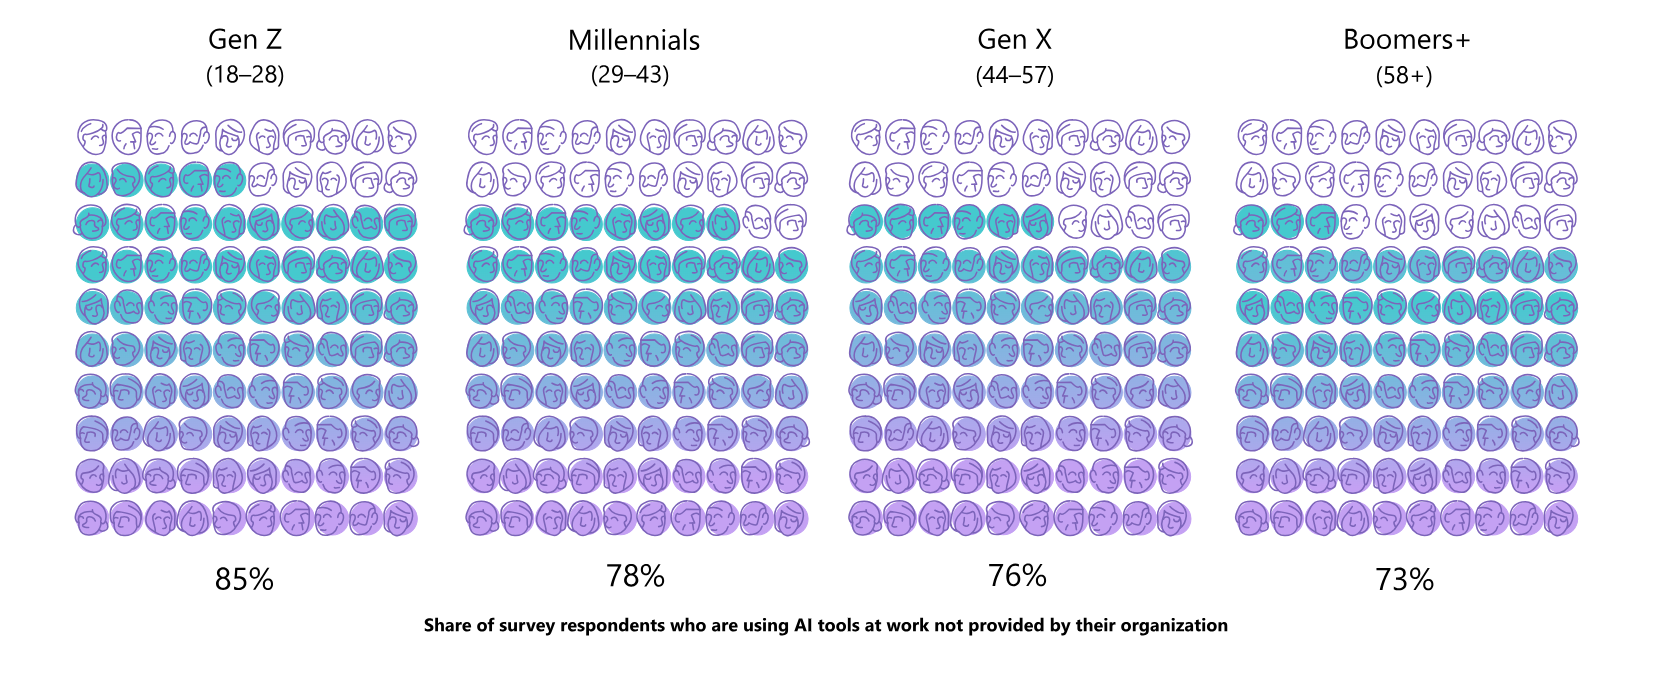 Gen Z
(18–28)
Millennials
(29–43)
Gen X
(44–57)
Boomers+
(58+)
85%
78%
76%
73%
Share of survey respondents who are using AI tools at work not provided by their organization